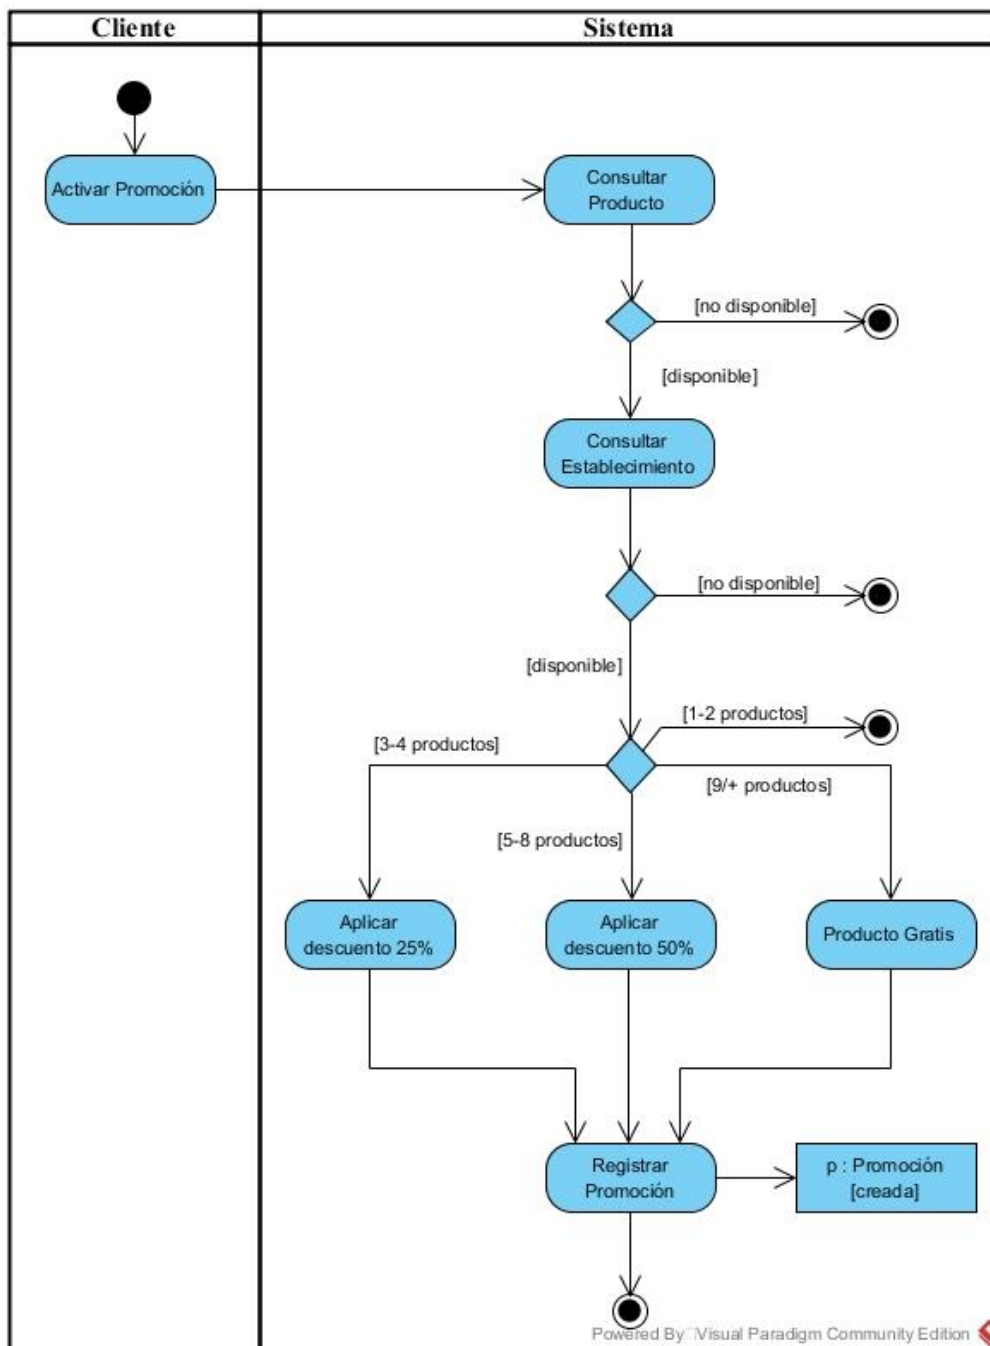 Cliente
Sistema
Activar Promoción
Consultar
Producto
[no disponible]
[disponible]
Consultar
Establecimiento
[no disponible]
[disponible]
[1-2 productos]
[3-4 productos]
[9/+ productos]
[5-8 productos]
Aplicar
descuento 25%
Aplicar
descuento 50%
Producto Gratis
Registrar
Promoción
p : Promoción
[creada]
Powered By Visual Paradigm Community Edition